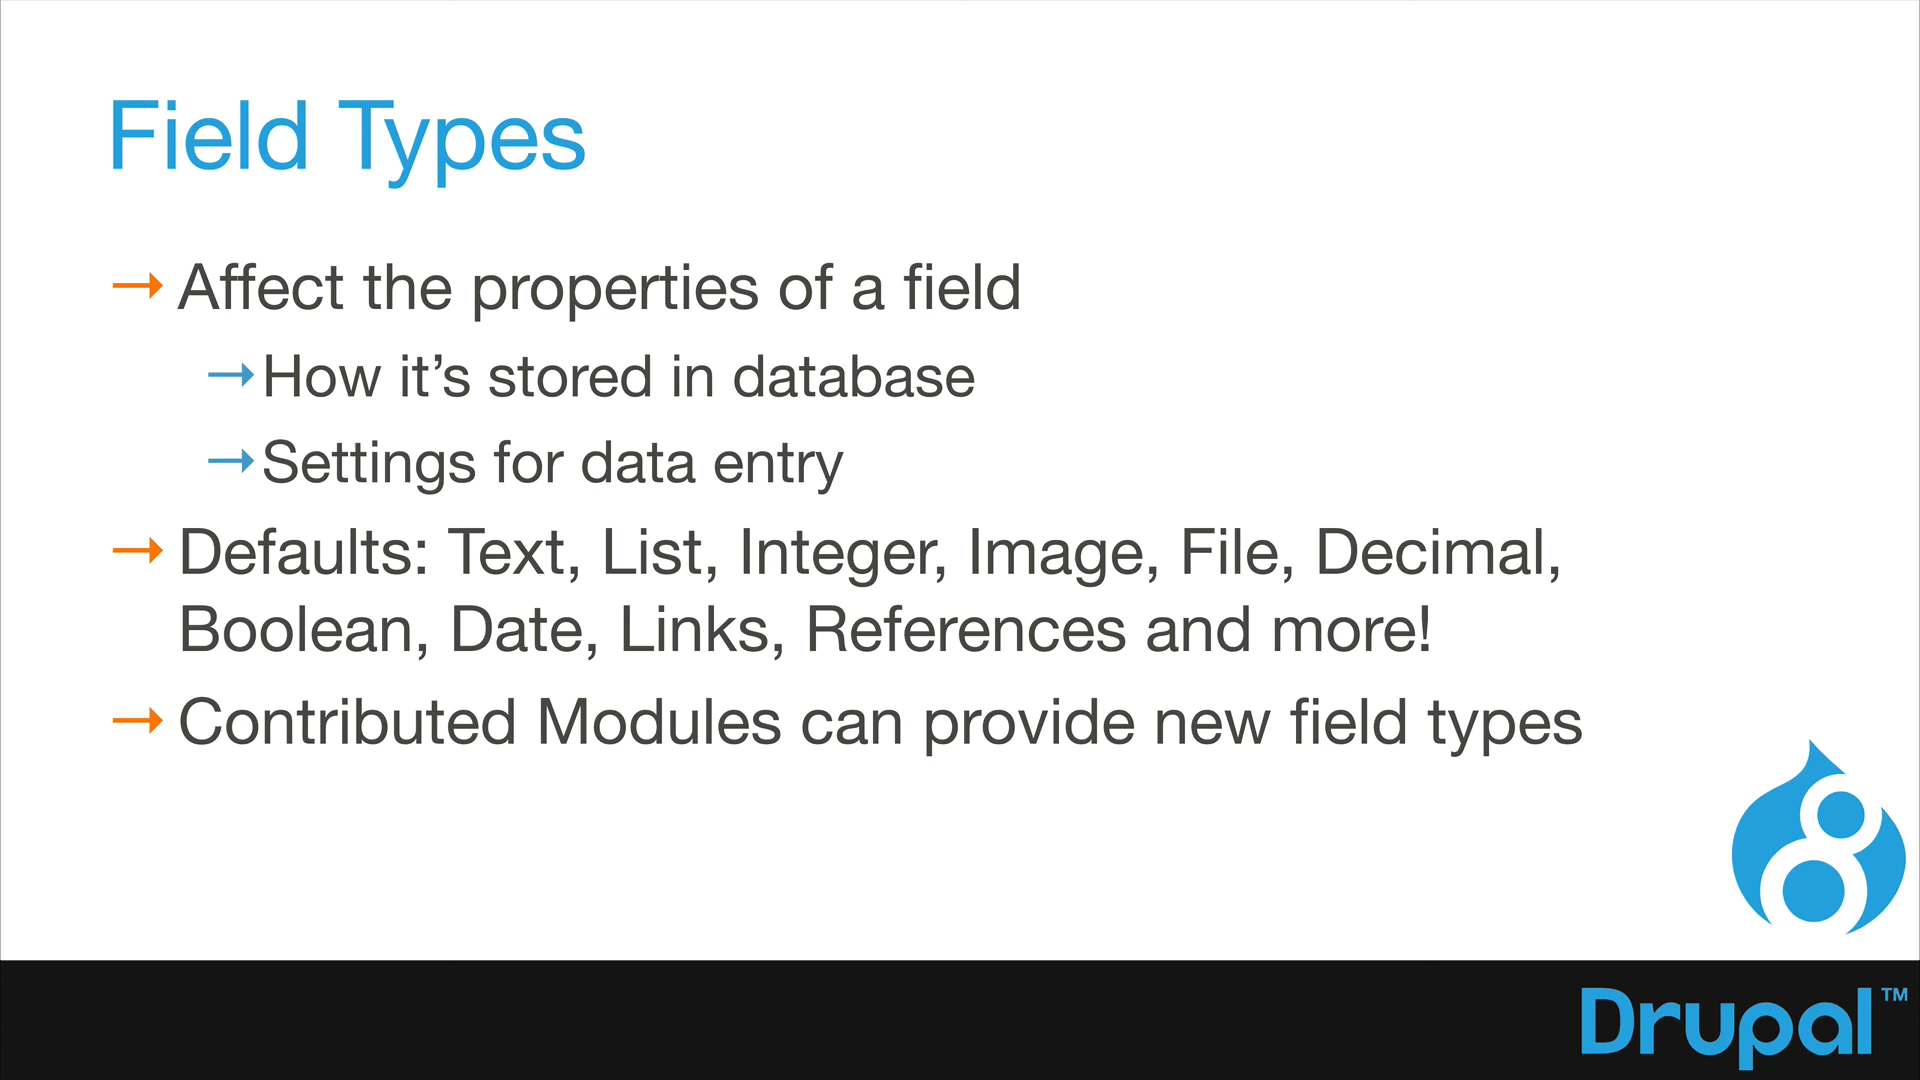 Field Types
→ Affect the properties of a field
→ How it’s stored in database
→ Settings for data entry
→ Defaults: Text, List, Integer, Image, File, Decimal,
Boolean, Date, Links, References and more!
→ Contributed Modules can provide new field types
8
Drupal™